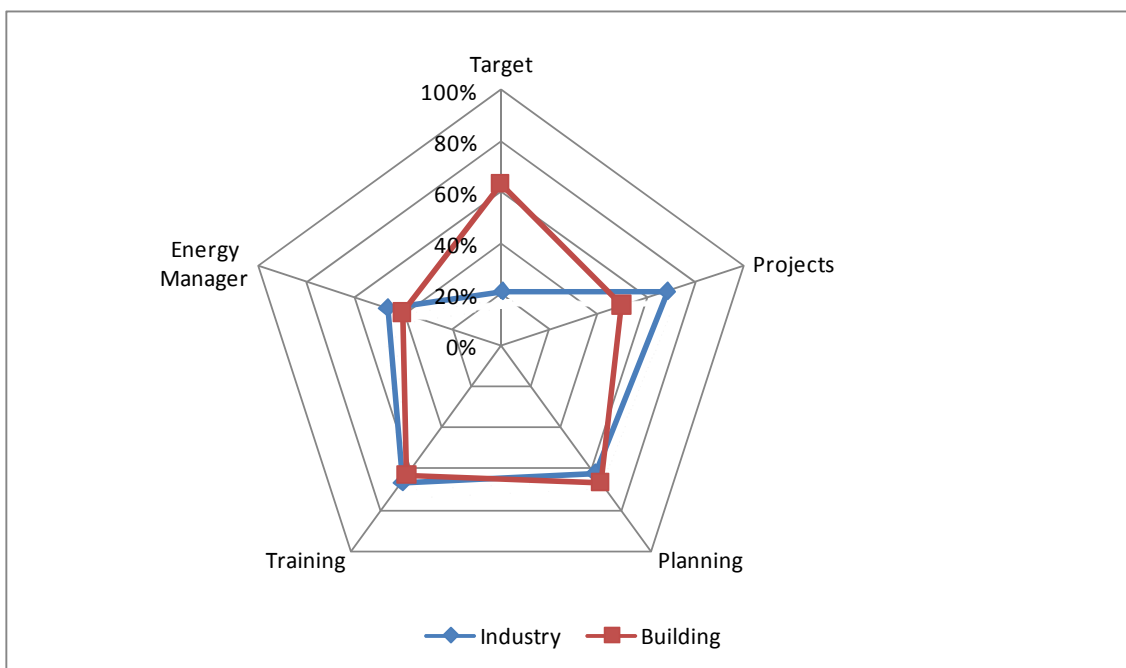 Target
100%
80%
60%
40%
20%
0%
Energy
Manager
Projects
Training
Planning
Industry
Building